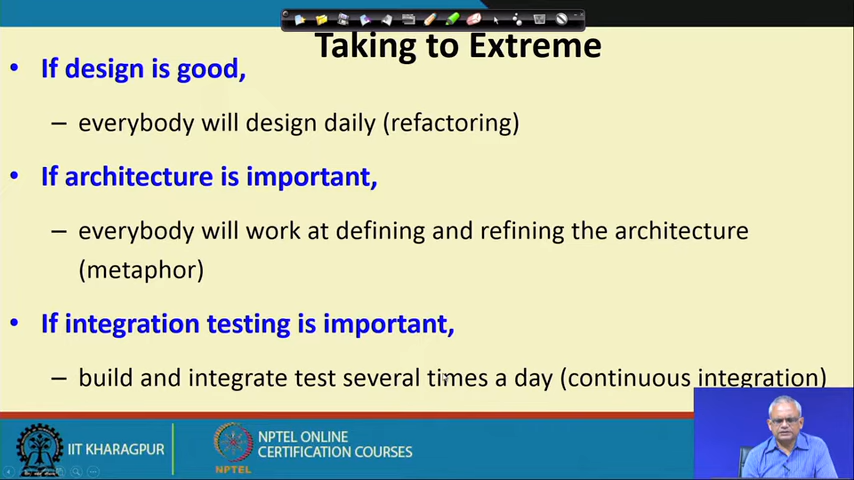 Taking to Extreme
• If design is good,
– everybody will design daily (refactoring)
• If architecture is important,
– everybody will work at defining and refining the architecture
(metaphor)
• If integration testing is important,
– build and integrate test several times a day (continuous integration)
IIT KHARAGPUR
NPTEL
NPTEL ONLINE
CERTIFICATION COURSES